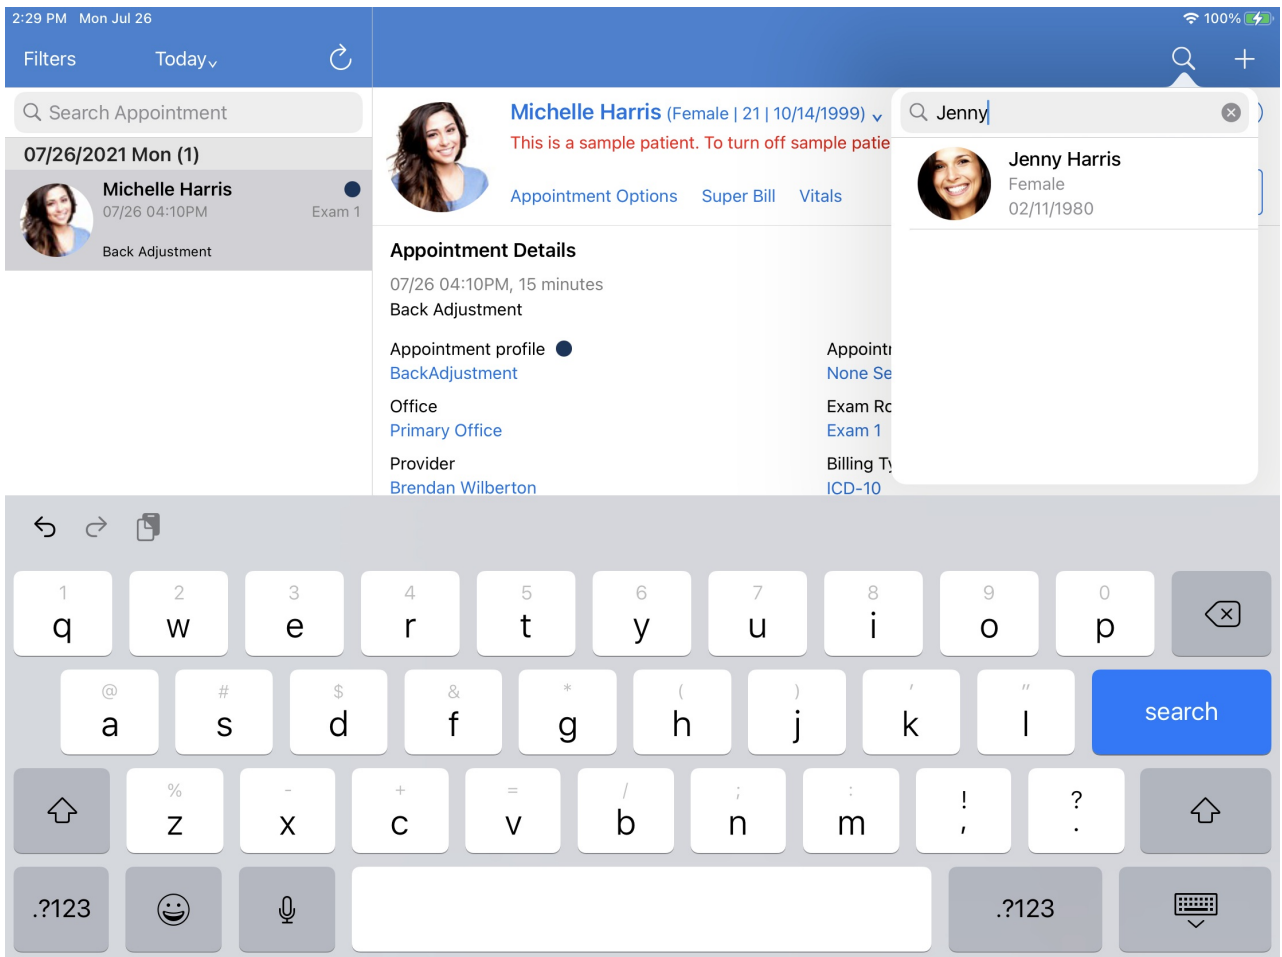 2:29 PM Mon Jul 26
100%
Filters
Today
Search Appointment
07/26/2021 Mon (1)
Michelle Harris
07/26 04:10PM
Exam 1
Back Adjustment
Michelle Harris (Female | 21 | 10/14/1999)
This is a sample patient. To turn off sample patie
Appointment Options Super Bill Vitals
Appointment Details
07/26 04:10PM, 15 minutes
Back Adjustment
Appointment profile
BackAdjustment
Appointr
None Se
Office
Primary Office
Exam Ro
Exam 1
Provider
Brendan Wilberton
Billing Ty
ICD-10
Jenny
Jenny Harris
Female
02/11/1980
1 2 3 4 5 6 7 8 9 0
q w e r t y u i o p
@ # $ & * ( ) ' "
a s d f g h j k l search
% - + = / ; : ! ?
z x c v b n m , .
.?123 .?123